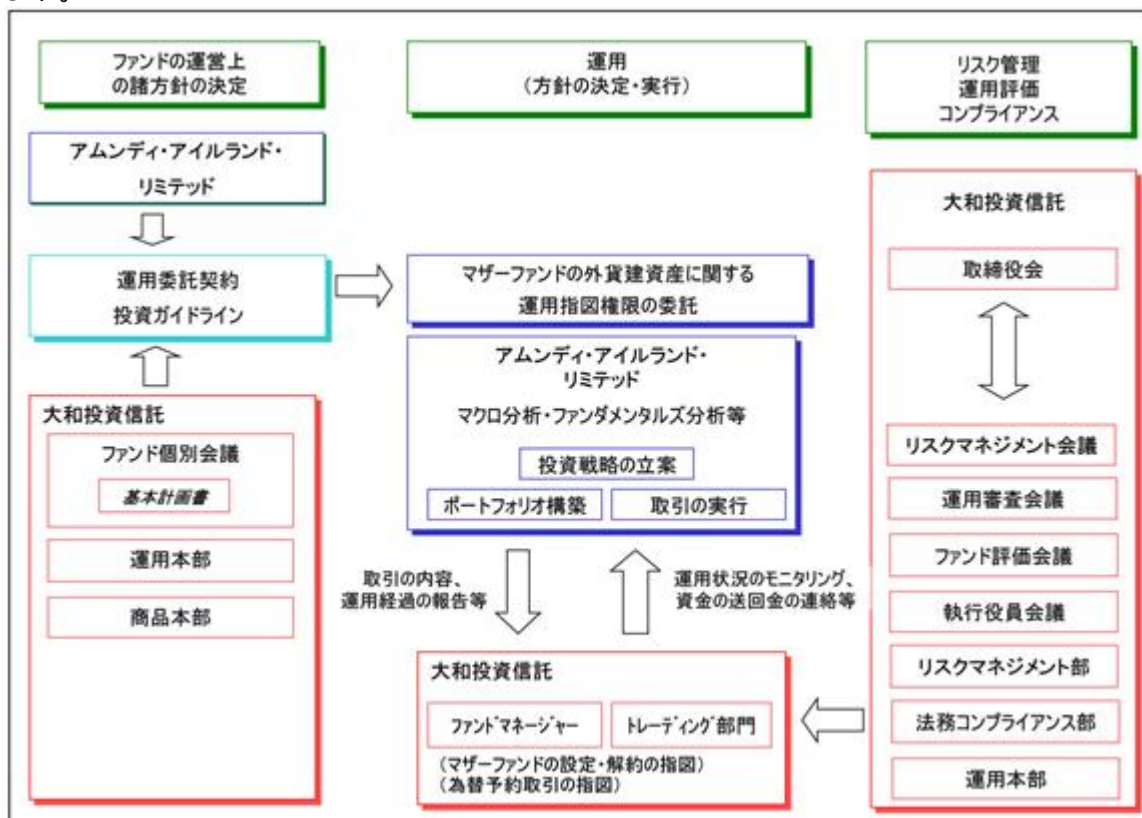 ファンドの運営上
の諸方針の決定
運用
(方針の決定・実行)
リスク管理
運用評価
コンプライアンス
アムンディ・アイルランド・
リミテッド
運用委託契約
投資ガイドライン
大和投資信託
ファンド個別会議
基本計画書
運用本部
商品本部
マザーファンドの外貨建資産に関する
運用指図権限の委託
アムンディ・アイルランド・
リミテッド
マクロ分析・ファンダメンタルズ分析等
投資戦略の立案
ポートフォリオ構築
取引の実行
取引の内容、
運用経過の報告等
運用状況のモニタリング、
資金の送回金の連絡等
大和投資信託
ファンドマネージャー
トレーディング部門
(マザーファンドの設定・解約の指図)
(為替予約取引の指図)
大和投資信託
取締役会
リスクマネジメント会議
運用審査会議
ファンド評価会議
執行役員会議
リスクマネジメント部
法務コンプライアンス部
運用本部